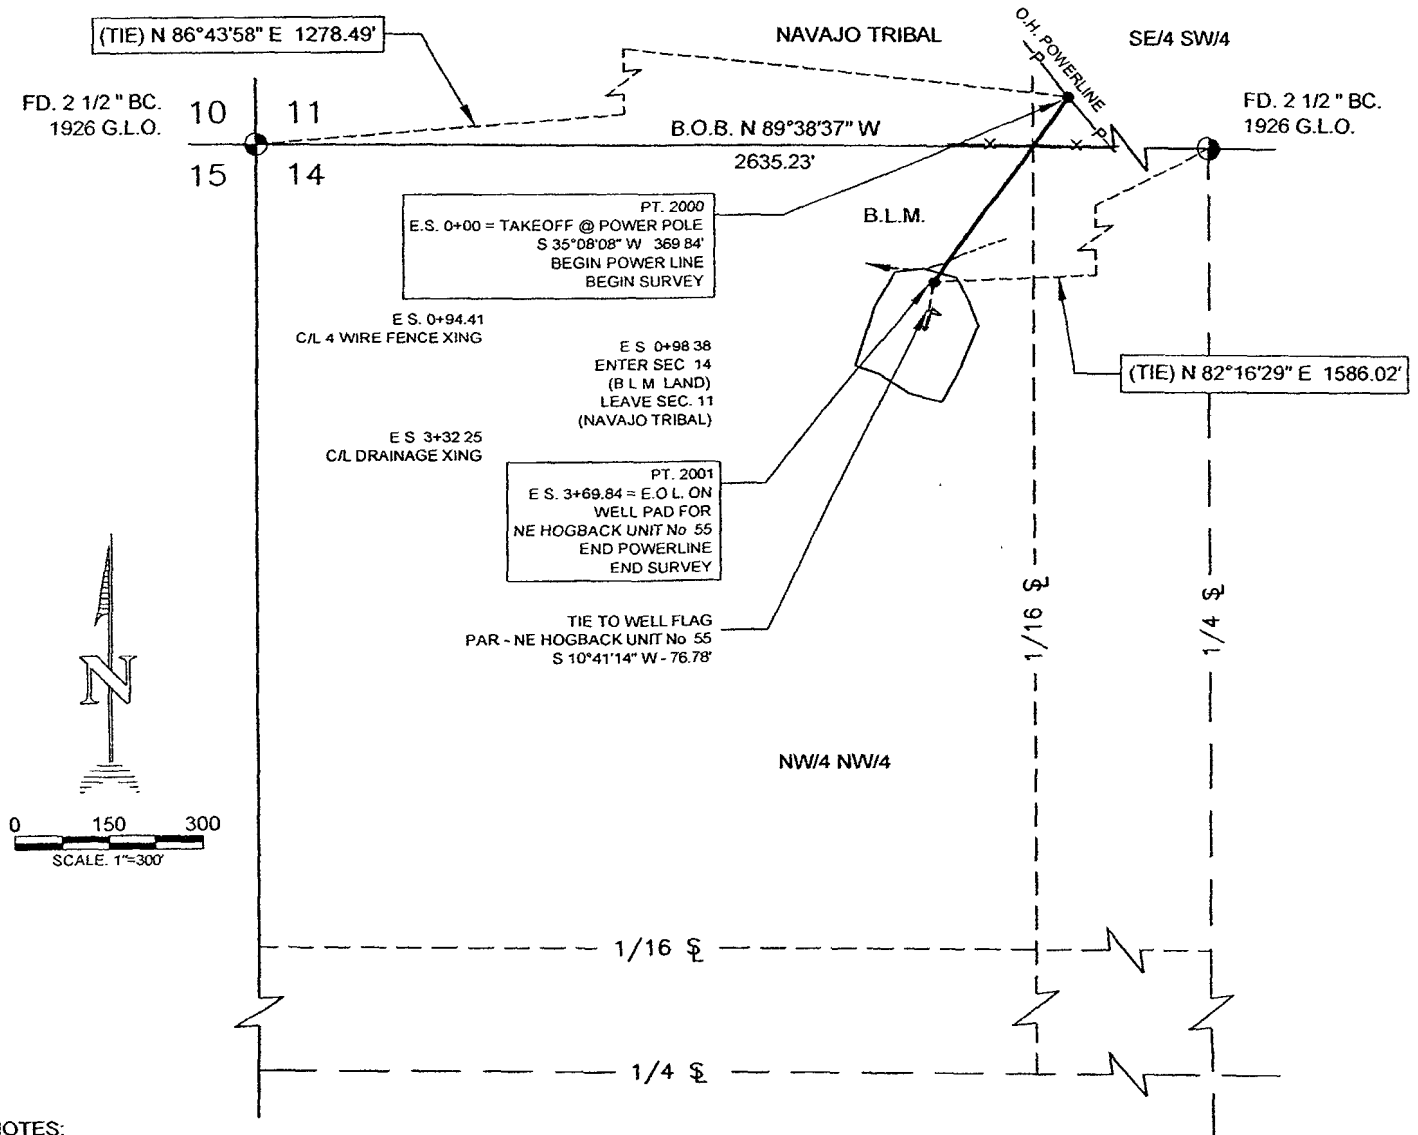 (TIE) N 86°43'58" E 1278.49'
NAVAJO TRIBAL
SE/4 SW/4
O.H. POWERLINE
P
P
FD. 2 1/2 " BC.
1926 G.L.O.
10 11
15 14
B.O.B. N 89°38'37" W
2635.23'
FD. 2 1/2 " BC.
1926 G.L.O.
PT. 2000
E.S. 0+00 = TAKEOFF @ POWER POLE
S 35°08'08" W 369 84'
BEGIN POWER LINE
BEGIN SURVEY
B.L.M.
E S. 0+94.41
C/L 4 WIRE FENCE XING
E S 0+98 38
ENTER SEC 14
(B L M LAND)
LEAVE SEC. 11
(NAVAJO TRIBAL)
(TIE) N 82°16'29" E 1586.02'
E S 3+32 25
C/L DRAINAGE XING
PT. 2001
E S. 3+69.84 = E.O L. ON
WELL PAD FOR
NE HOGBACK UNIT No 55
END POWERLINE
END SURVEY
TIE TO WELL FLAG
PAR - NE HOGBACK UNIT No 55
S 10°41'14" W - 76.78'
1/16 ℄
1/4 ℄
N
NW/4 NW/4
0 150 300
SCALE. 1"=300'
1/16 ℄
1/4 ℄
NOTES: